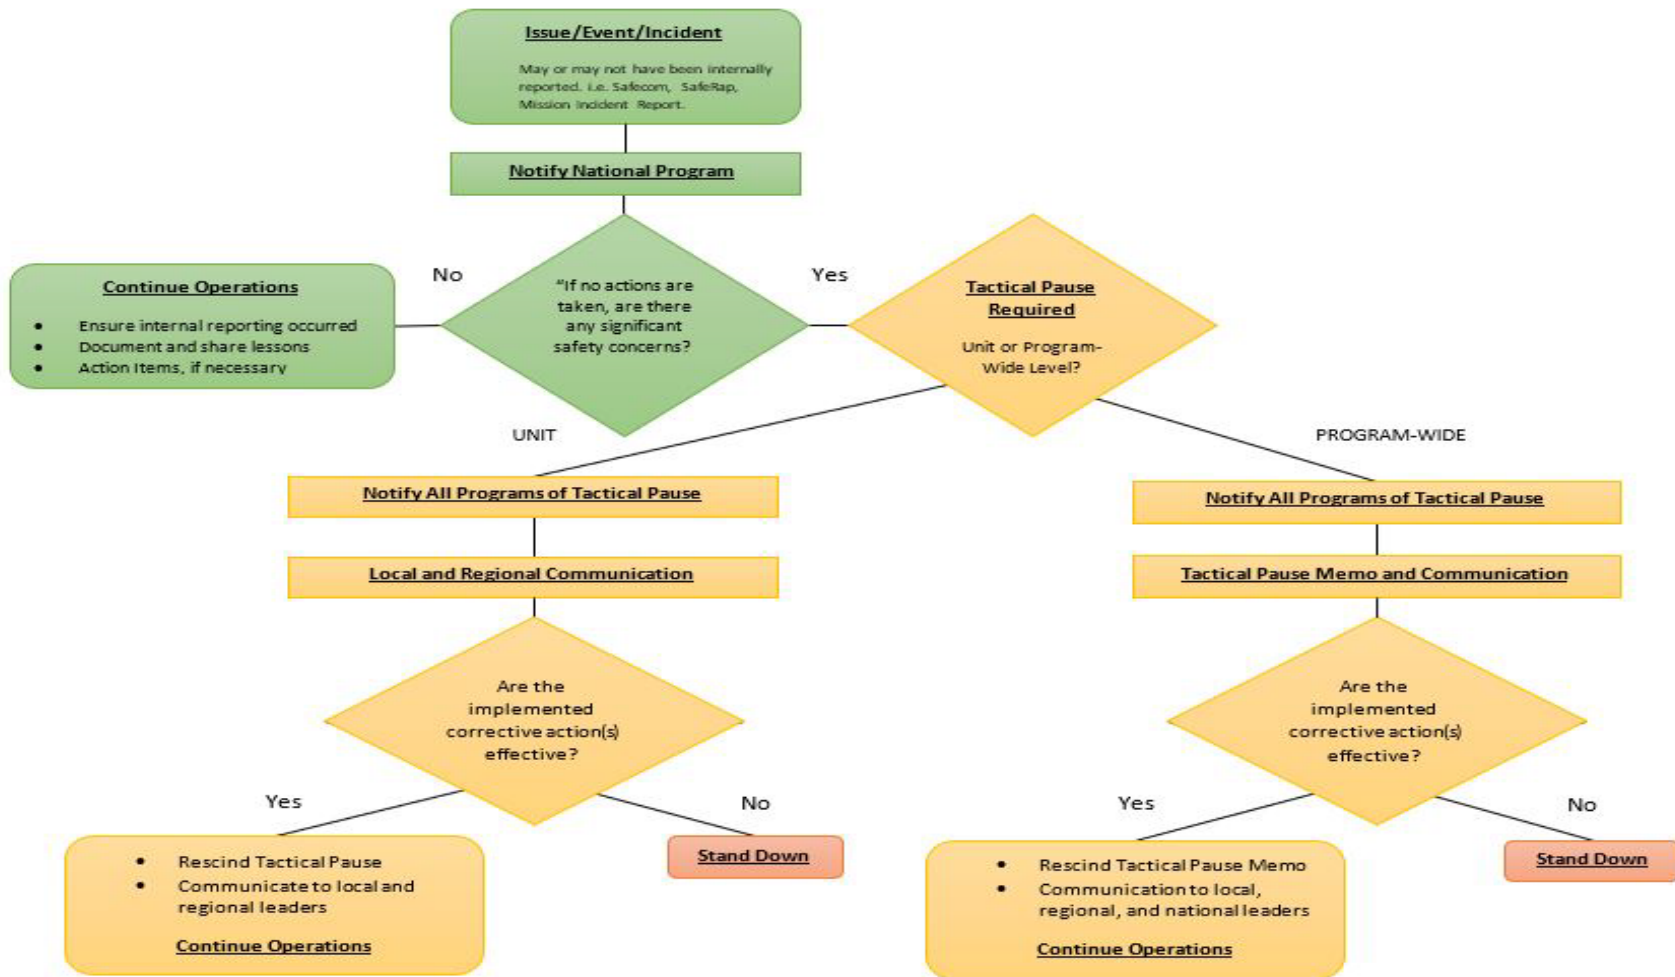 Issue/Event/Incident
May or may not have been internally
reported. i.e. Safecom, SafeRap,
Mission Incident Report.
Notify National Program
No
"If no actions are
taken, are there
any significant
safety concerns?
Yes
Continue Operations
• Ensure internal reporting occurred
• Document and share lessons
• Action Items, if necessary
Tactical Pause
Required
Unit or Program-
Wide Level?
UNIT
PROGRAM-WIDE
Notify All Programs of Tactical Pause
Local and Regional Communication
Are the
implemented
corrective action(s)
effective?
Yes
No
• Rescind Tactical Pause
• Communicate to local and
regional leaders
Continue Operations
Stand Down
Notify All Programs of Tactical Pause
Tactical Pause Memo and Communication
Are the
implemented
corrective action(s)
effective?
Yes
No
• Rescind Tactical Pause Memo
• Communication to local,
regional, and national leaders
Continue Operations
Stand Down